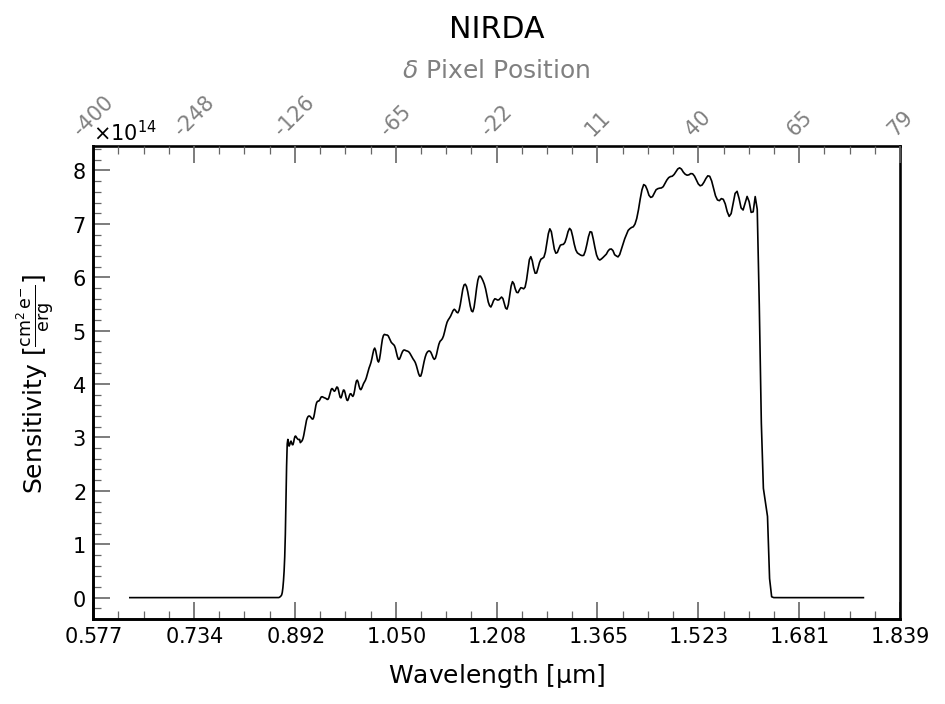 NIRDA
δ Pixel Position
-400 -248 -126 -65 -22 11 40 65 79
×10¹⁴
8
7
6
5
4
3
2
1
0
Sensitivity [cm² e⁻ / erg]
0.577 0.734 0.892 1.050 1.208 1.365 1.523 1.681 1.839
Wavelength [μm]